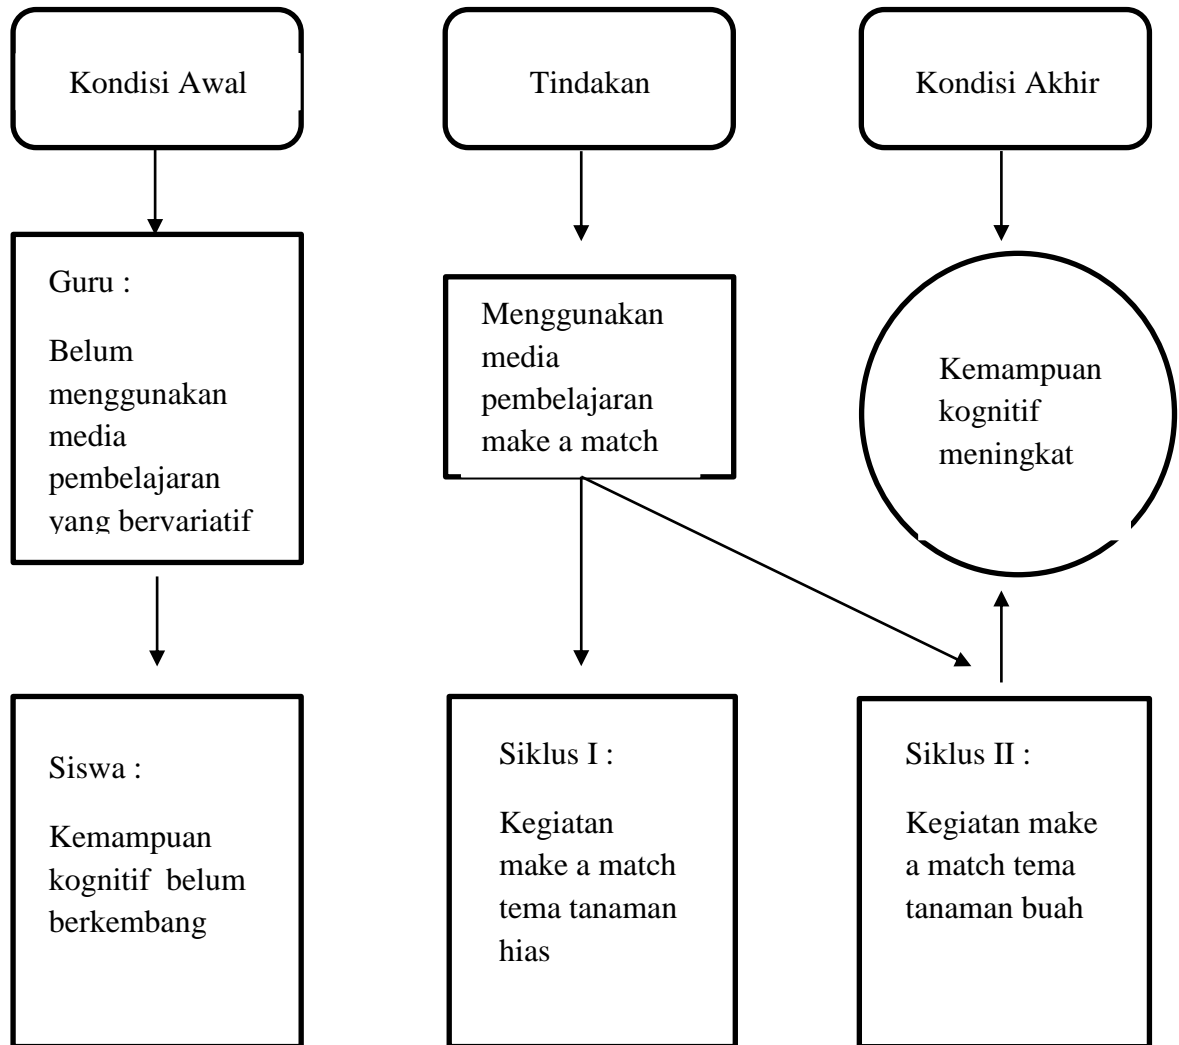 Kondisi Awal
Tindakan
Kondisi Akhir
Guru :
Belum
menggunakan
media
pembelajaran
yang bervariatif
Menggunakan
media
pembelajaran
make a match
Kemampuan
kognitif
meningkat
Siswa :
Kemampuan
kognitif  belum
berkembang
Siklus I :
Kegiatan
make a match
tema tanaman
hias
Siklus II :
Kegiatan make
a match tema
tanaman buah